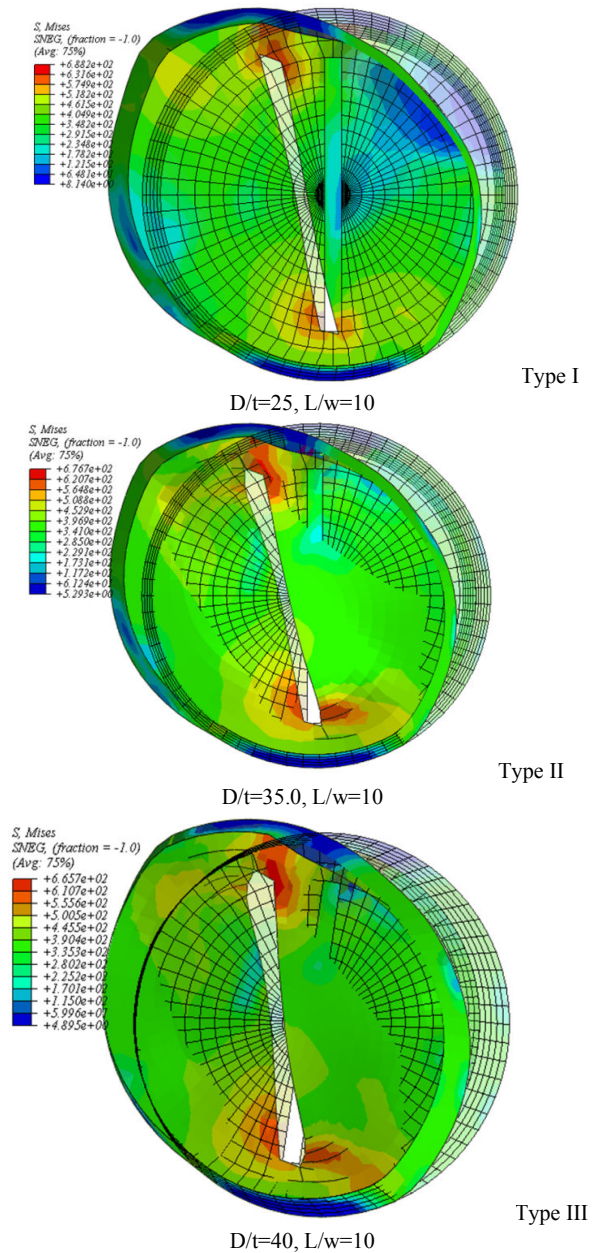 S, Mises
SNEG, (fraction = -1.0)
(Avg: 75%)
+6.882e+02
+6.316e+02
+5.749e+02
+5.182e+02
+4.615e+02
+4.049e+02
+3.482e+02
+2.915e+02
+2.348e+02
+1.782e+02
+1.215e+02
+6.481e+01
+8.140e+00
Type I
D/t=25, L/w=10
S, Mises
SNEG, (fraction = -1.0)
(Avg: 75%)
+6.767e+02
+6.207e+02
+5.648e+02
+5.088e+02
+4.529e+02
+3.969e+02
+3.410e+02
+2.850e+02
+2.291e+02
+1.731e+02
+1.172e+02
+6.124e+01
+5.293e+00
Type II
D/t=35.0, L/w=10
S, Mises
SNEG, (fraction = -1.0)
(Avg: 75%)
+6.657e+02
+6.107e+02
+5.556e+02
+5.005e+02
+4.455e+02
+3.904e+02
+3.353e+02
+2.802e+02
+2.252e+02
+1.701e+02
+1.150e+02
+5.996e+01
+4.895e+00
Type III
D/t=40, L/w=10